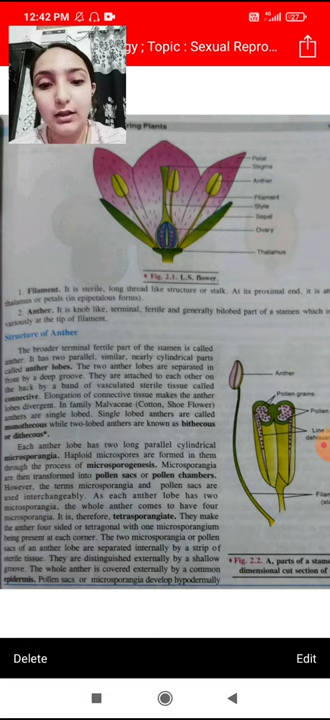 12:42 PM
27
gy ; Topic : Sexual Repro...
ring Plants
Petal
Stigma
Anther
Filament
Style
Sepal
Ovary
Thalamus
Fig. 2.1. L.S. flower.
1. Filament. It is sterile, long thread like structure or stalk. At its proximal end, it is at
thalamus or petals (in epipetalous forms).
2. Anther. It is knob like, terminal, fertile and generally bilobed part of a stamen which is
variously at the tip of filament.
Structure of Anther
The broader terminal fertile part of the stamen is called
anther. It has two parallel, similar, nearly cylindrical parts
called anther lobes. The two anther lobes are separated in
front by a deep groove. They are attached to each other on
the back by a band of vasculated sterile tissue called
connective. Elongation of connective tissue makes the anther
lobes divergent. In family Malvaceae (Cotton, Shoe Flower)
anthers are single lobed. Single lobed anthers are called
monothecous while two-lobed anthers are known as bithecous
or dithecous*.
Each anther lobe has two long parallel cylindrical
microsporangia. Haploid microspores are formed in them
through the process of microsporogenesis. Microsporangia
are then transformed into pollen sacs or pollen chambers.
However, the terms microsporangia and pollen sacs are
used interchangeably. As each anther lobe has two
microsporangia, the whole anther comes to have four
microsporangia. It is, therefore, tetrasporangiate. They make
the anther four sided or tetragonal with one microsporangium
being present at each corner. The two microsporangia or pollen
sacs of an anther lobe are separated internally by a strip of
sterile tissue. They are distinguished externally by a shallow
groove. The whole anther is covered externally by a common
epidermis. Pollen sacs or microsporangia develop hypodermally
Anther
Pollen grains
Pollen
Line
dehis
Filam
(sta
Fig. 2.2. A, parts of a stame
dimensional cut section of
Delete
Edit